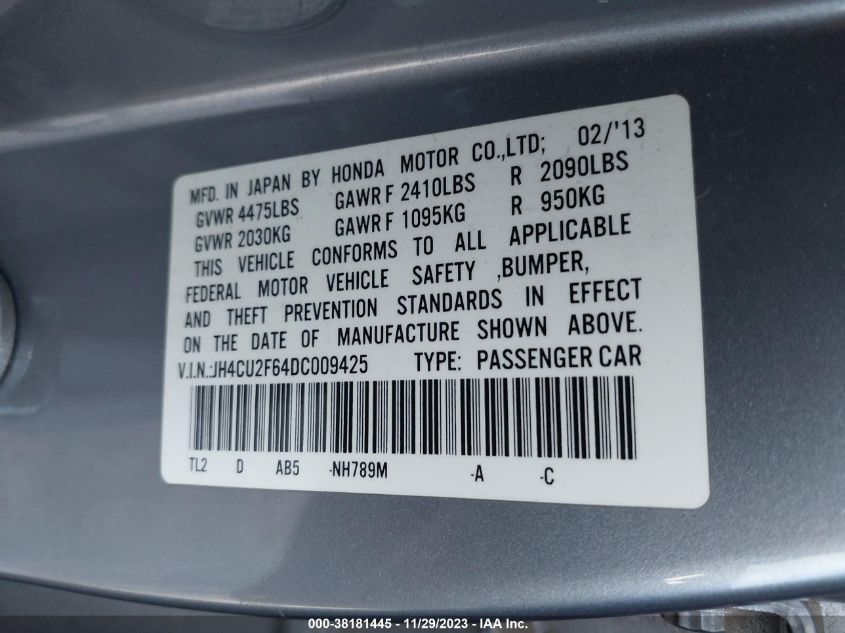 MFD. IN JAPAN BY HONDA MOTOR CO.,LTD; 02/'13
GVWR 4475LBS GAWR F 2410LBS R 2090LBS
GVWR 2030KG GAWR F 1095KG R 950KG
THIS VEHICLE CONFORMS TO ALL APPLICABLE
FEDERAL MOTOR VEHICLE SAFETY ,BUMPER,
AND THEFT PREVENTION STANDARDS IN EFFECT
ON THE DATE OF MANUFACTURE SHOWN ABOVE.
V.I.N.:JH4CU2F64DC009425 TYPE: PASSENGER CAR
TL2 D AB5 -NH789M -A -C
000-38181445 - 11/29/2023 - IAA Inc.